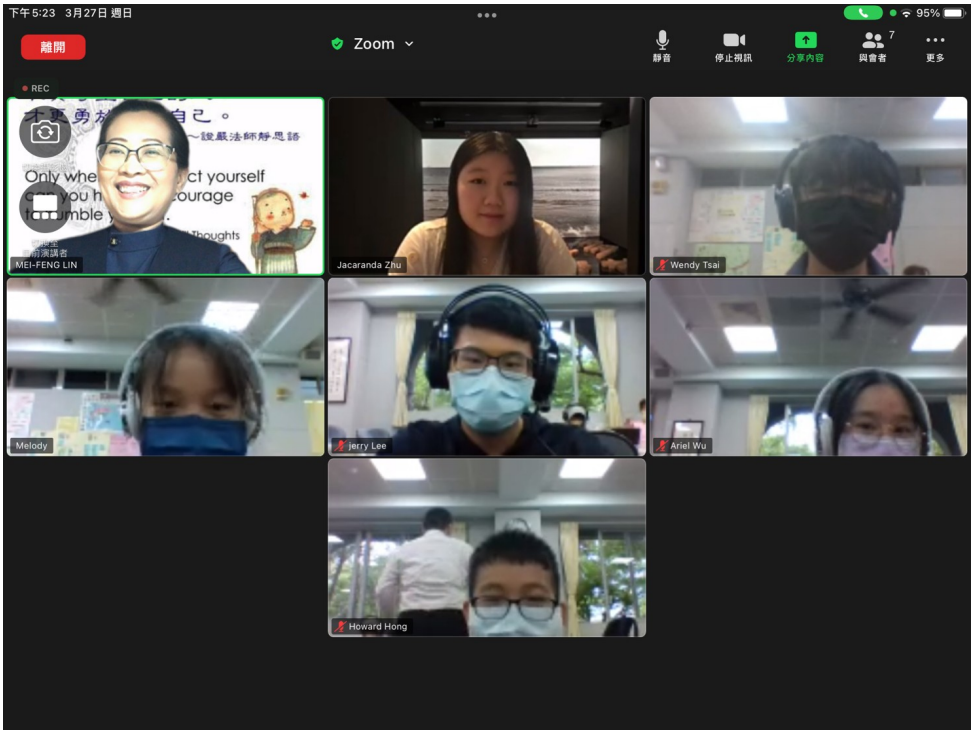 下午5:23 3月27日 週日
95%
離開
Zoom
靜音
停止視訊
分享內容
與會者
7
更多
REC
自己。
~證嚴法師靜思語
Only whe
ct yourself
you h
courage
umble
Thoughts
MEI-FENG LIN
Jacaranda Zhu
Wendy Tsai
Melody
jerry Lee
Ariel Wu
Howard Hong